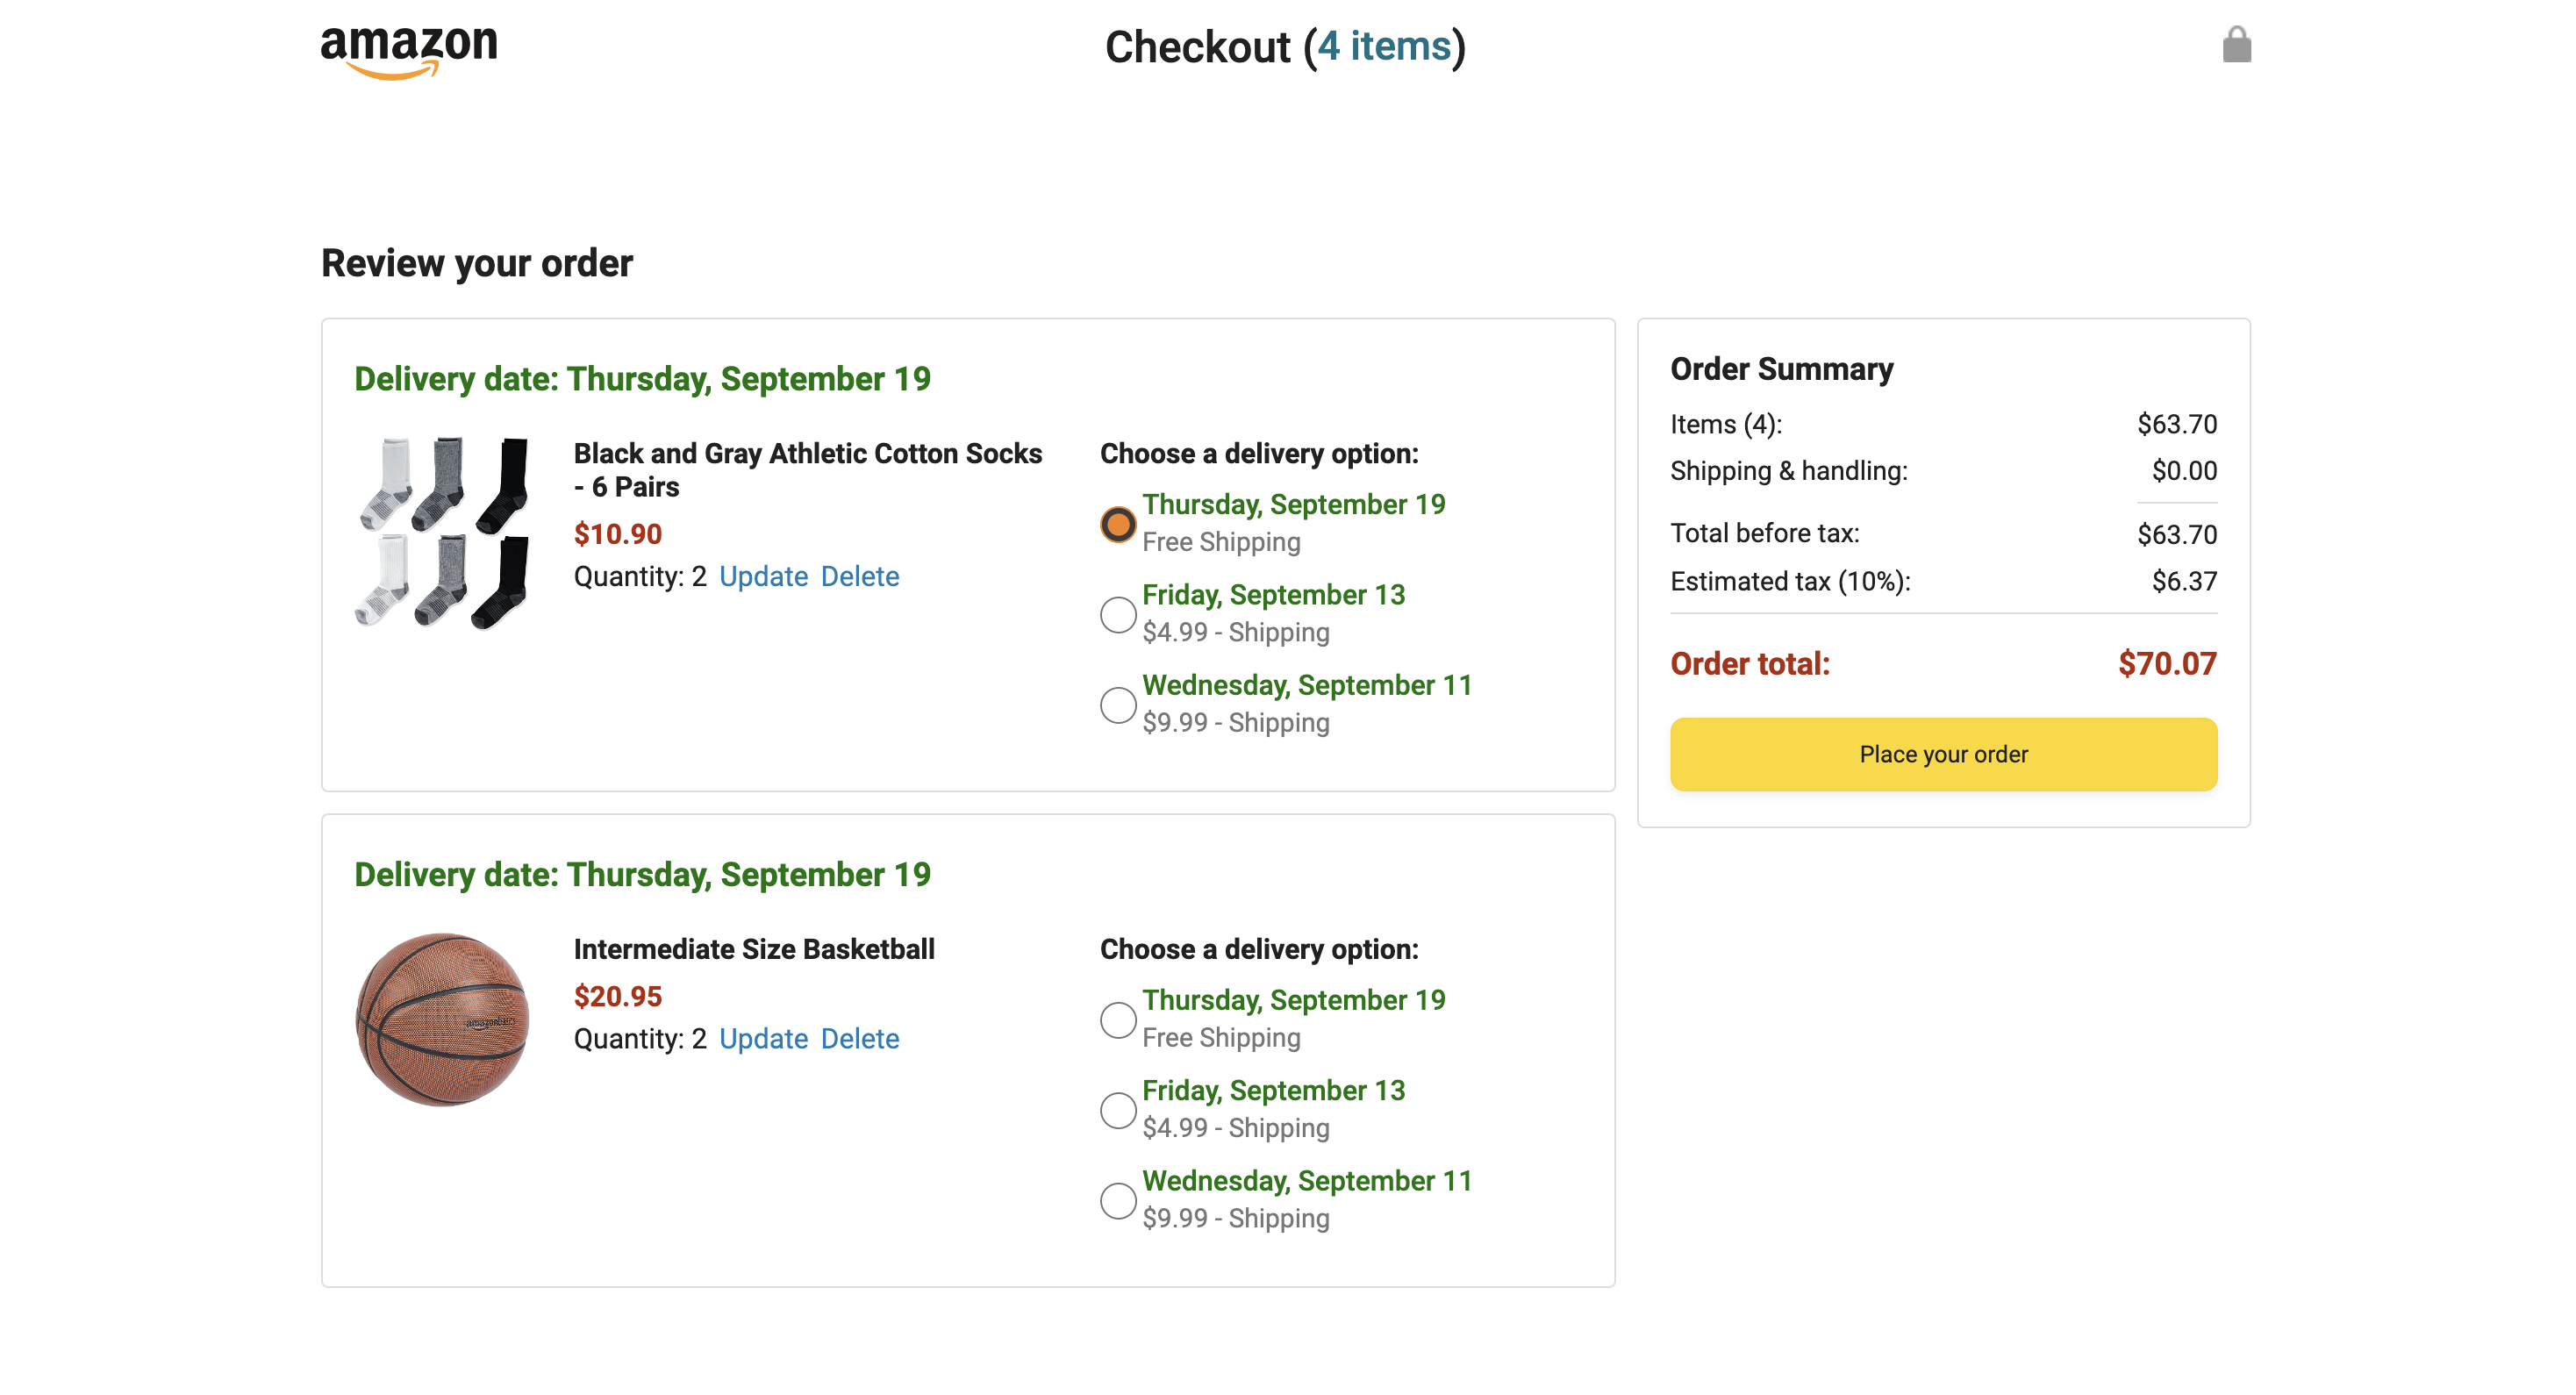 amazon
Checkout (4 items)
Review your order
Delivery date: Thursday, September 19
Black and Gray Athletic Cotton Socks
- 6 Pairs
$10.90
Quantity: 2 Update Delete
Choose a delivery option:
Thursday, September 19
Free Shipping
Friday, September 13
$4.99 - Shipping
Wednesday, September 11
$9.99 - Shipping
Delivery date: Thursday, September 19
Intermediate Size Basketball
$20.95
Quantity: 2 Update Delete
Choose a delivery option:
Thursday, September 19
Free Shipping
Friday, September 13
$4.99 - Shipping
Wednesday, September 11
$9.99 - Shipping
Order Summary
Items (4): $63.70
Shipping & handling: $0.00
Total before tax: $63.70
Estimated tax (10%): $6.37
Order total: $70.07
Place your order